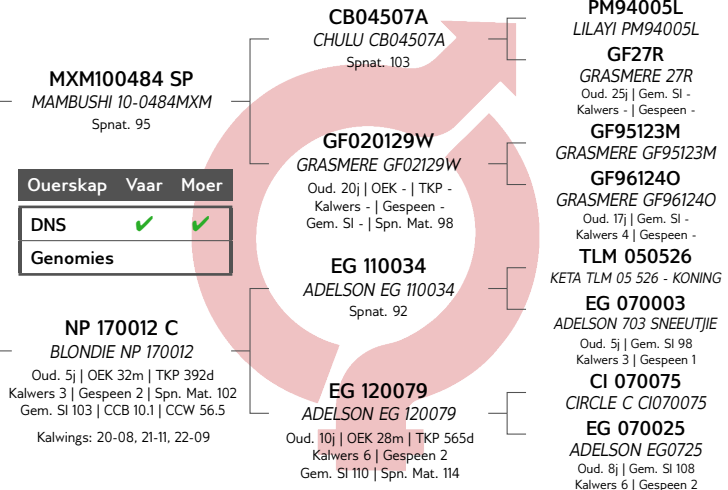 MXM100484 SP
MAMBUSHI 10-0484MXM
Spnat. 95
Ouerskap Vaar Moer
DNS ✔ ✔
Genomies
NP 170012 C
BLONDIE NP 170012
Oud. 5j | OEK 32m | TKP 392d
Kalwers 3 | Gespeen 2 | Spn. Mat. 102
Gem. SI 103 | CCB 10.1 | CCW 56.5
Kalwings: 20-08, 21-11, 22-09
CB04507A
CHULU CB04507A
Spnat. 103
GF020129W
GRASMERE GF02129W
Oud. 20j | OEK - | TKP -
Kalwers - | Gespeen -
Gem. SI - | Spn. Mat. 98
EG 110034
ADELSON EG 110034
Spnat. 92
EG 120079
ADELSON EG 120079
Oud. 10j | OEK 28m | TKP 565d
Kalwers 6 | Gespeen 2
Gem. SI 110 | Spn. Mat. 114
PM94005L
LILAYI PM94005L
GF27R
GRASMERE 27R
Oud. 25j | Gem. SI -
Kalwers - | Gespeen -
GF95123M
GRASMERE GF95123M
GF96124O
GRASMERE GF96124O
Oud. 17j | Gem. SI -
Kalwers 4 | Gespeen -
TLM 050526
KETA TLM 05 526 - KONING
EG 070003
ADELSON 703 SNEEUTJIE
Oud. 5j | Gem. SI 98
Kalwers 3 | Gespeen 1
CI 070075
CIRCLE C CI070075
EG 070025
ADELSON EG0725
Oud. 8j | Gem. SI 108
Kalwers 6 | Gespeen 2